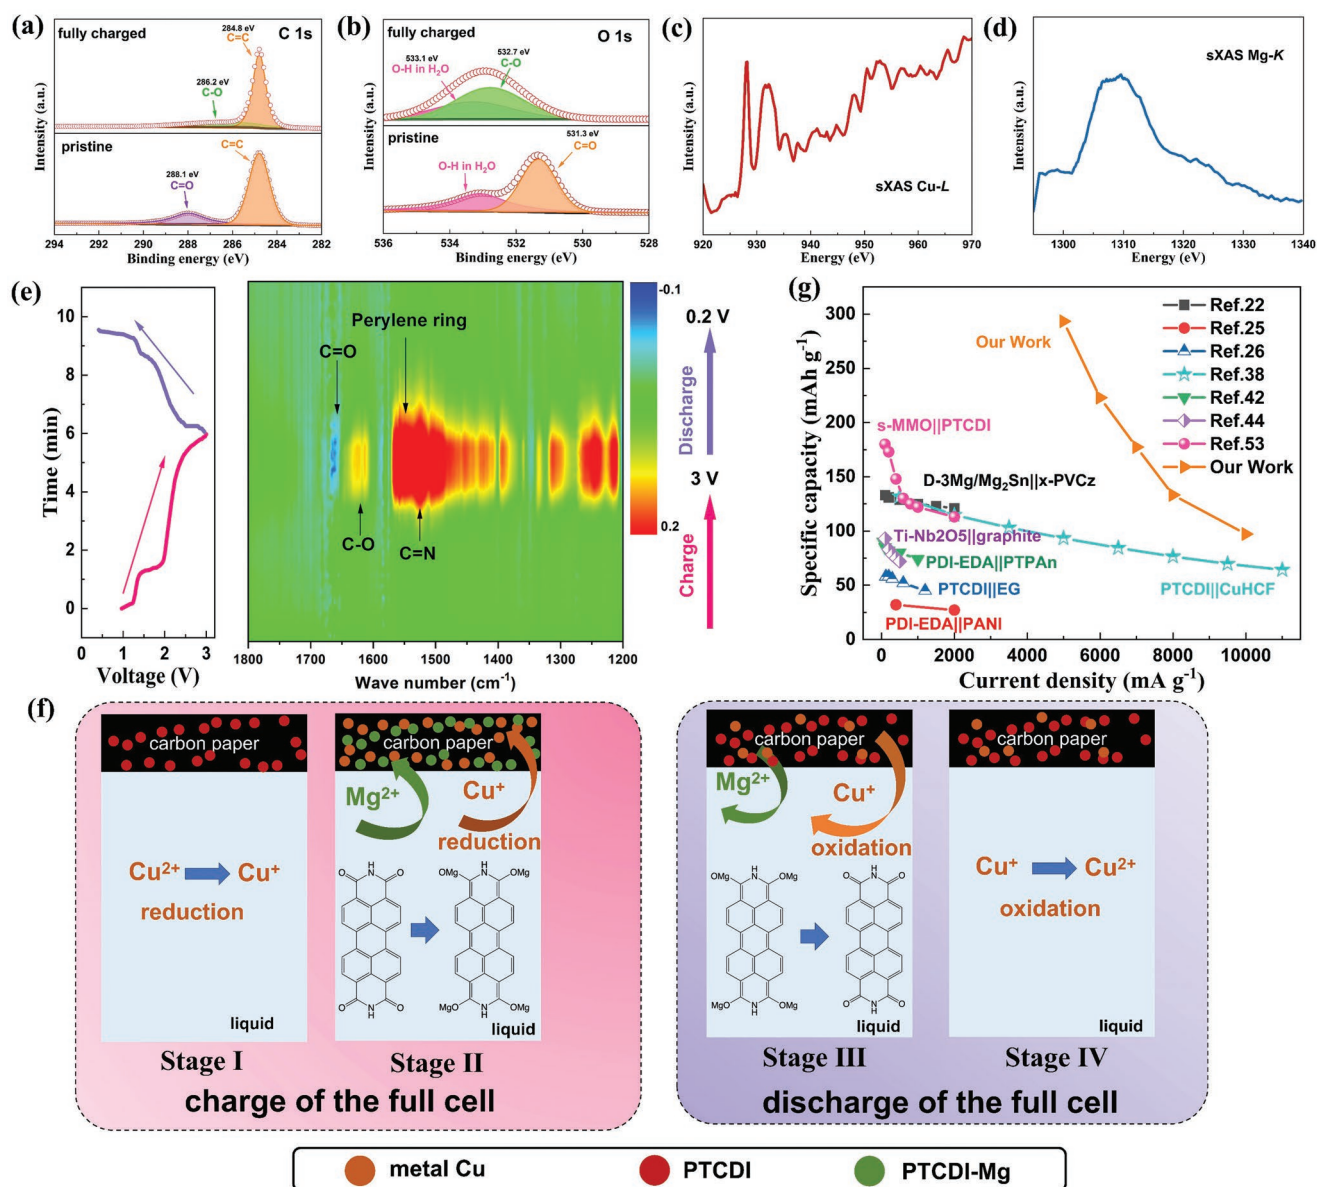 (a)
fully charged
284.8 eV
C=C
C 1s
286.2 eV
C-O
pristine
C=C
288.1 eV
C=O
Intensity (a.u.)
294 292 290 288 286 284 282
Binding energy (eV)
(b)
fully charged
O 1s
533.1 eV
O-H in H2O
532.7 eV
C-O
pristine
531.3 eV
C=O
O-H in H2O
Intensity (a.u.)
536 534 532 530 528
Binding energy (eV)
(c)
sXAS Cu-L
Intensity (a.u.)
920 930 940 950 960 970
Energy (eV)
(d)
sXAS Mg-K
Intensity (a.u.)
1300 1310 1320 1330 1340
Energy (eV)
(e)
10
8
6
4
2
0
Time (min)
0 1 2 3
Voltage (V)
Perylene ring
C=O
C-O
C=N
1800 1700 1600 1500 1400 1300 1200
Wave number (cm-1)
-0.1
0.2
0.2 V
Discharge
3 V
Charge
(g)
300
250
200
150
100
50
0
Specific capacity (mAh g-1)
Our Work
s-MMO||PTCDI
D-3Mg/Mg2Sn||x-PVCz
Ti-Nb2O5||graphite
PDI-EDA||PTPAn
PTCDI||EG
PTCDI||CuHCF
PDI-EDA||PANI
Ref.22
Ref.25
Ref.26
Ref.38
Ref.42
Ref.44
Ref.53
Our Work
0 2000 4000 6000 8000 10000
Current density (mA g-1)
(f)
carbon paper
Cu2+ Cu+
reduction
liquid
Stage I
carbon paper
Mg2+
Cu+
reduction
O N H O
O N H O
OMg N H OMg
MgO N H OMg
liquid
Stage II
charge of the full cell
carbon paper
Mg2+
Cu+
oxidation
OMg N H OMg
MgO N H OMg
O N H O
O N H O
liquid
Stage III
carbon paper
Cu+ Cu2+
oxidation
liquid
Stage IV
discharge of the full cell
metal Cu
PTCDI
PTCDI-Mg